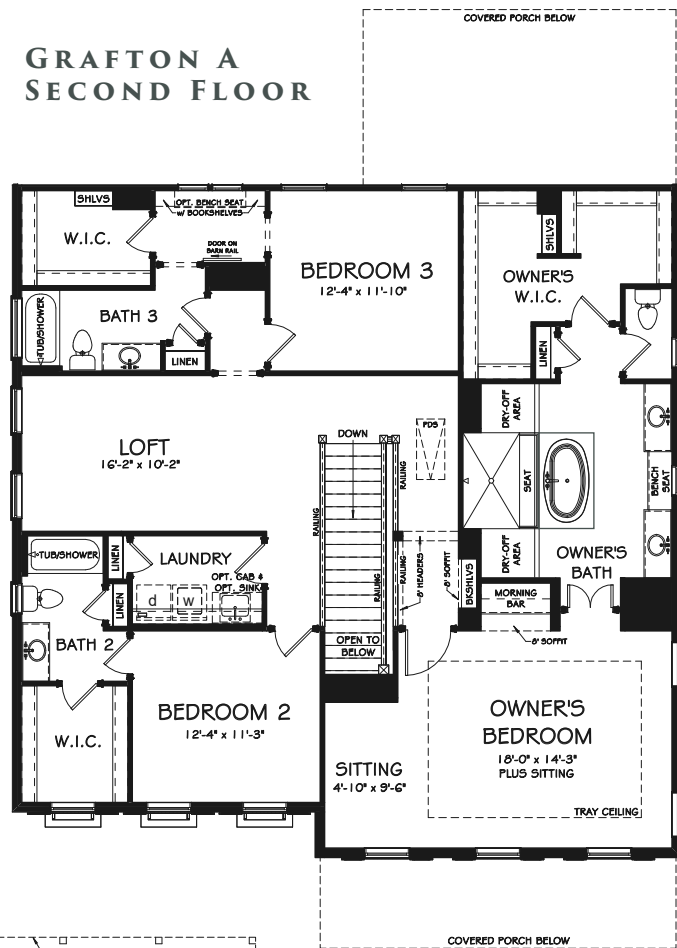 GRAFTON A
SECOND FLOOR
COVERED PORCH BELOW
SHLVS
OPT. BENCH SEAT
w/ BOOKSHELVES
W.I.C.
DOOR ON
BARN RAIL
BEDROOM 3
12'-4" x 11'-10"
SHLVS
OWNER'S
W.I.C.
TUB/SHOWER
BATH 3
LINEN
LINEN
DRY-OFF
AREA
LOFT
16'-2" x 10'-2"
DOWN
PDS
RAILING
RAILING
SEAT
BENCH
SEAT
TUB/SHOWER
LINEN
LAUNDRY
OPT. CAB &
OPT. SINK
d
w
LINEN
RAILING
RAILING
8' HEADERS
8' SOFFIT
BKSHLVS
DRY-OFF
AREA
OWNER'S
BATH
MORNING
BAR
8' SOFFIT
BATH 2
OPEN TO
BELOW
W.I.C.
BEDROOM 2
12'-4" x 11'-3"
SITTING
4'-10" x 9'-6"
OWNER'S
BEDROOM
18'-0" x 14'-3"
PLUS SITTING
TRAY CEILING
COVERED PORCH BELOW